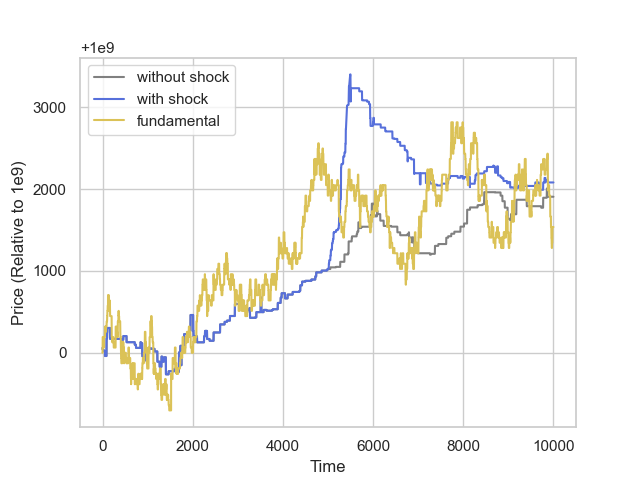 +1e9
without shock
with shock
fundamental
3000
2000
1000
0
Price (Relative to 1e9)
0 2000 4000 6000 8000 10000
Time